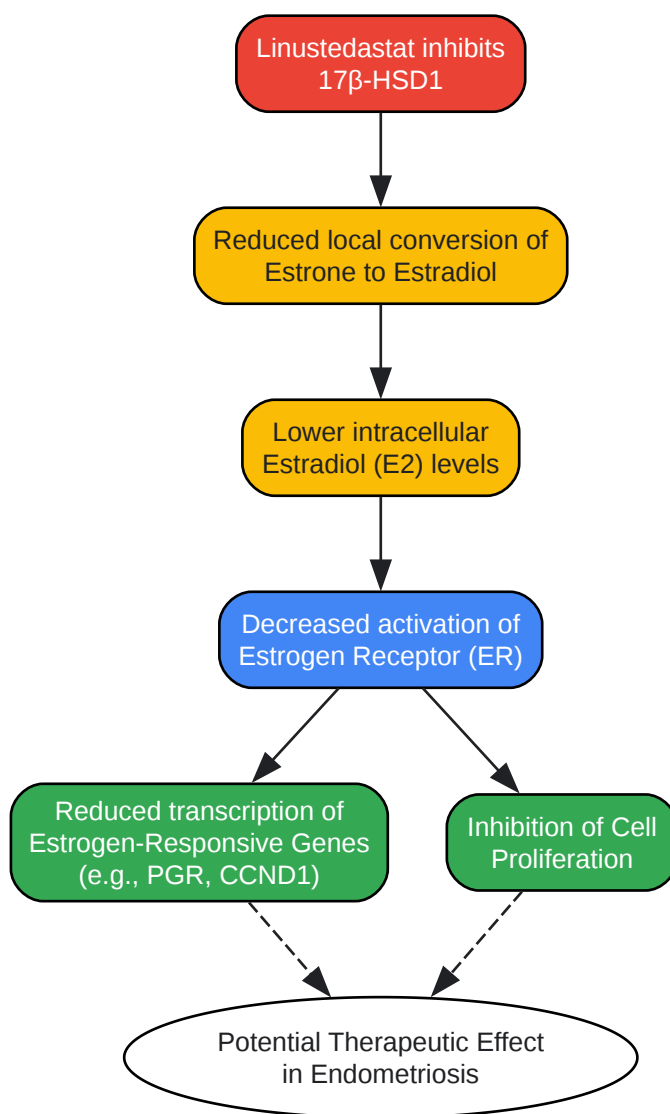 Linustedastat inhibits
17β-HSD1
Reduced local conversion of
Estrone to Estradiol
Lower intracellular
Estradiol (E2) levels
Decreased activation of
Estrogen Receptor (ER)
Reduced transcription of
Estrogen-Responsive Genes
(e.g., PGR, CCND1)
Inhibition of Cell
Proliferation
Potential Therapeutic Effect
in Endometriosis